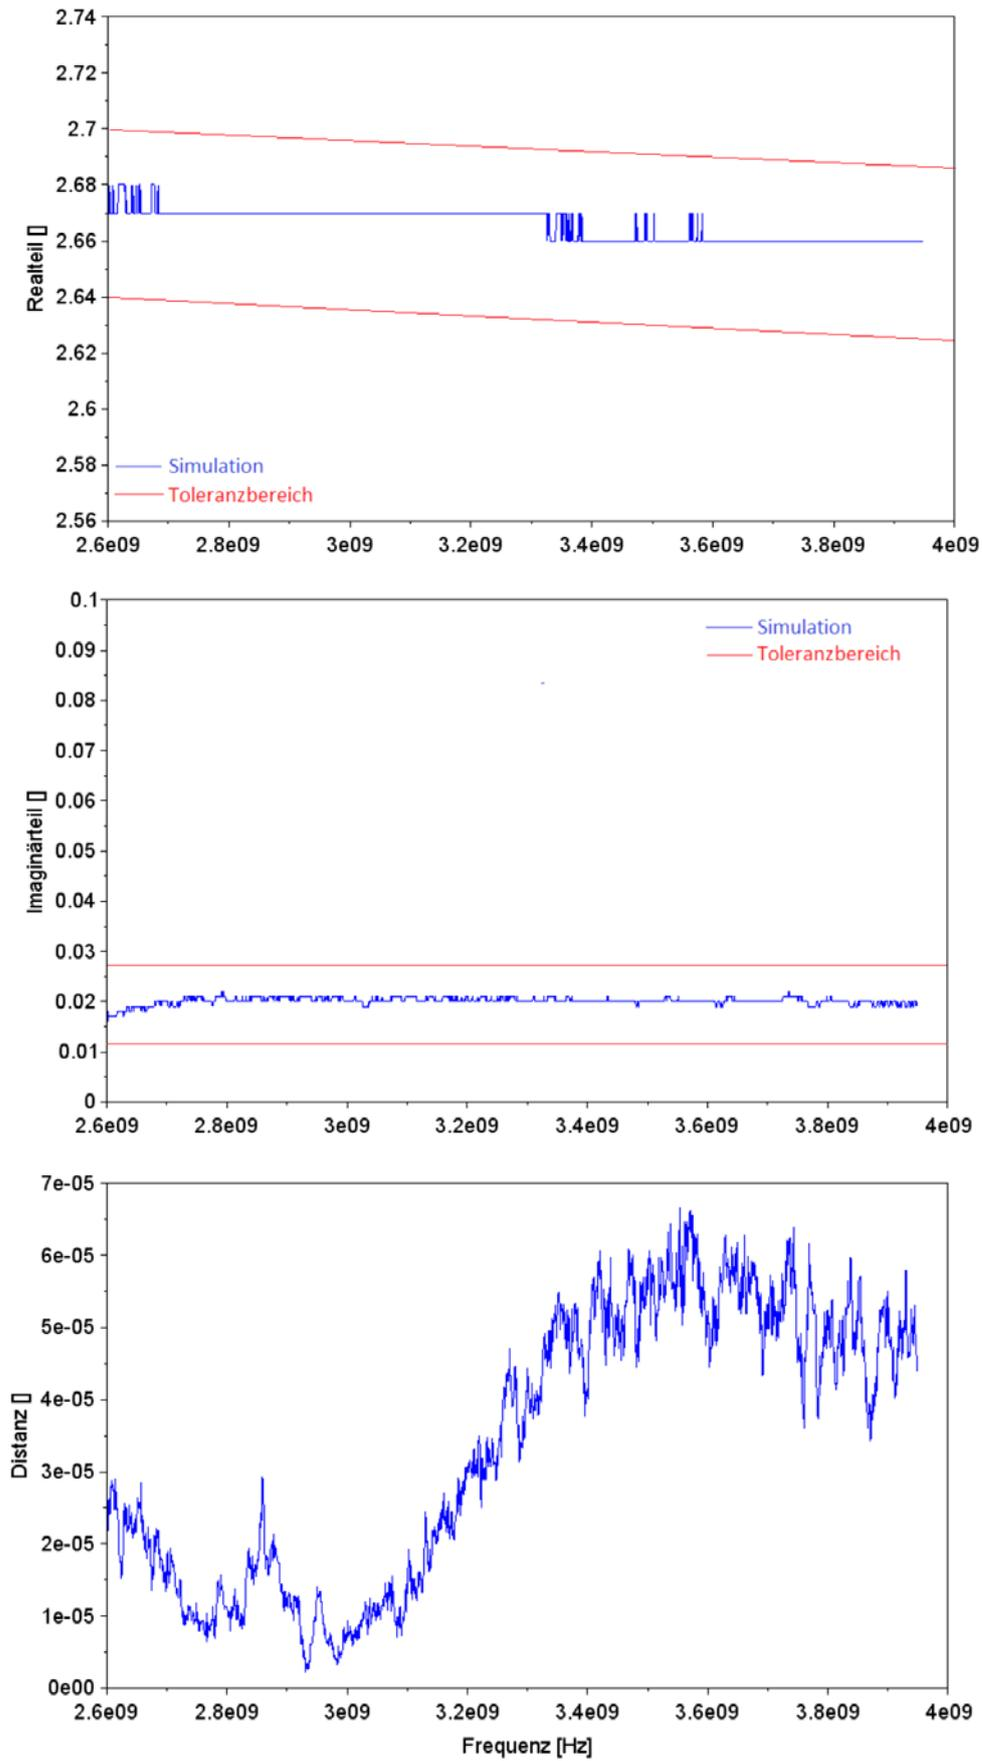 2.74
2.72
2.7
2.68
2.66
2.64
2.62
2.6
2.58
2.56
Realteil []
Simulation
Toleranzbereich
2.6e09 2.8e09 3e09 3.2e09 3.4e09 3.6e09 3.8e09 4e09
0.1
0.09
0.08
0.07
0.06
0.05
0.04
0.03
0.02
0.01
0
Imaginärteil []
Simulation
Toleranzbereich
2.6e09 2.8e09 3e09 3.2e09 3.4e09 3.6e09 3.8e09 4e09
7e-05
6e-05
5e-05
4e-05
3e-05
2e-05
1e-05
0e00
Distanz []
2.6e09 2.8e09 3e09 3.2e09 3.4e09 3.6e09 3.8e09 4e09
Frequenz [Hz]